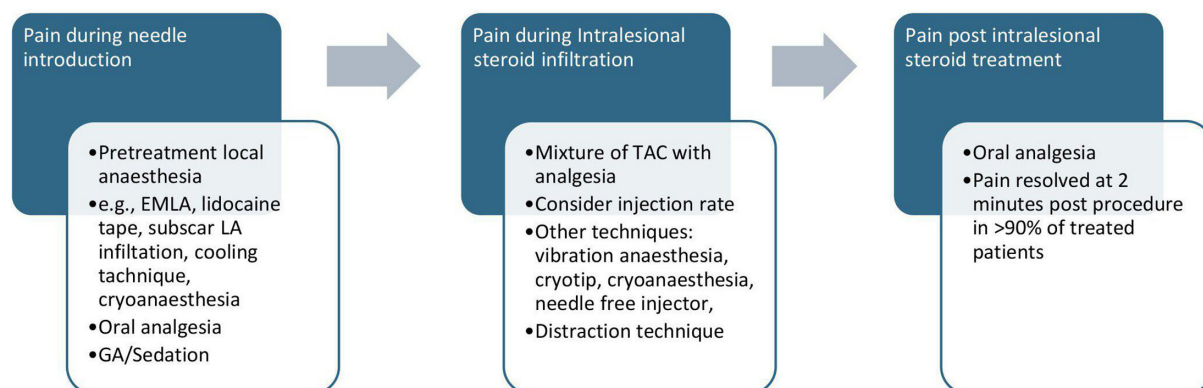 Pain during needle
introduction
•Pretreatment local
anaesthesia
•e.g., EMLA, lidocaine
tape, subscar LA
infiltation, cooling
tachnique,
cryoanaesthesia
•Oral analgesia
•GA/Sedation
Pain during Intralesional
steroid infiltration
•Mixture of TAC with
analgesia
•Consider injection rate
•Other techniques:
vibration anaesthesia,
cryotip, cryoanaesthesia,
needle free injector,
•Distraction technique
Pain post intralesional
steroid treatment
•Oral analgesia
•Pain resolved at 2
minutes post procedure
in >90% of treated
patients